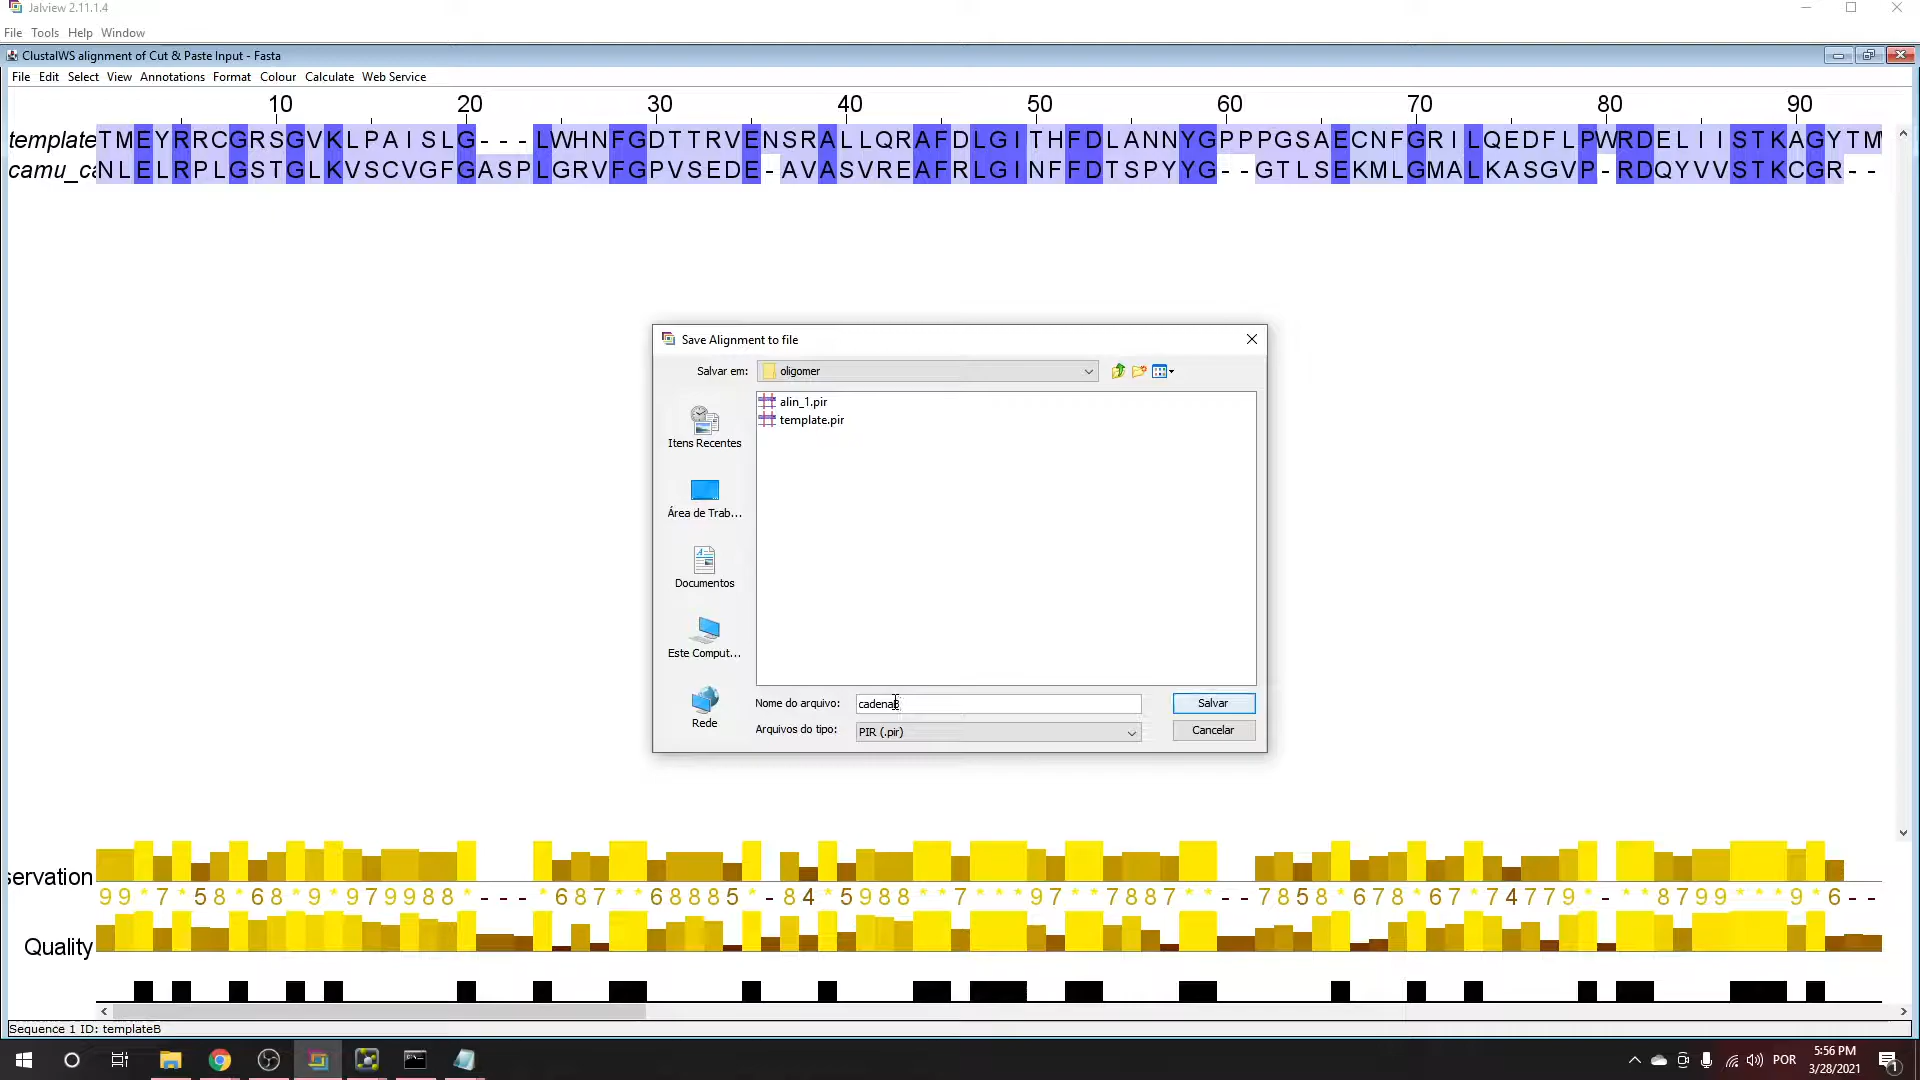 Jalview 2.11.1.4
File Tools Help Window
ClustalWS alignment of Cut & Paste Input - Fasta
File Edit Select View Annotations Format Colour Calculate Web Service
10 20 30 40 50 60 70 80 90
template TMEYRRCGRSGVKLPAISLG---LWHNFGDTTRVENSRALLQRAFDLGITHFDLANNYGPPPGSAECNFGRILQEDFLPWRDELIISTKAGYTM
camu_ca NLELRPLGSTGLKVSCVGFGASPLGRVFGPVSEDE-AVASVREAFRLGINFFDTSPYYG--GTLSEKMLGMALKASGVP-RDQYVVSTKCGR--
Save Alignment to file
Salvar em: oligomer
alin_1.pir
template.pir
Itens Recentes
Área de Trab...
Documentos
Este Comput...
Rede
Nome do arquivo: cadenaB Salvar
Arquivos do tipo: PIR (.pir) Cancelar
servation
99*7*58*68*9*979988*---*687**68885-84*5988**7***97**7887**--7858*678*67*74779*-**8799***9*6--
Quality
Sequence 1 ID: templateB
POR
5:56 PM
3/28/2021
1